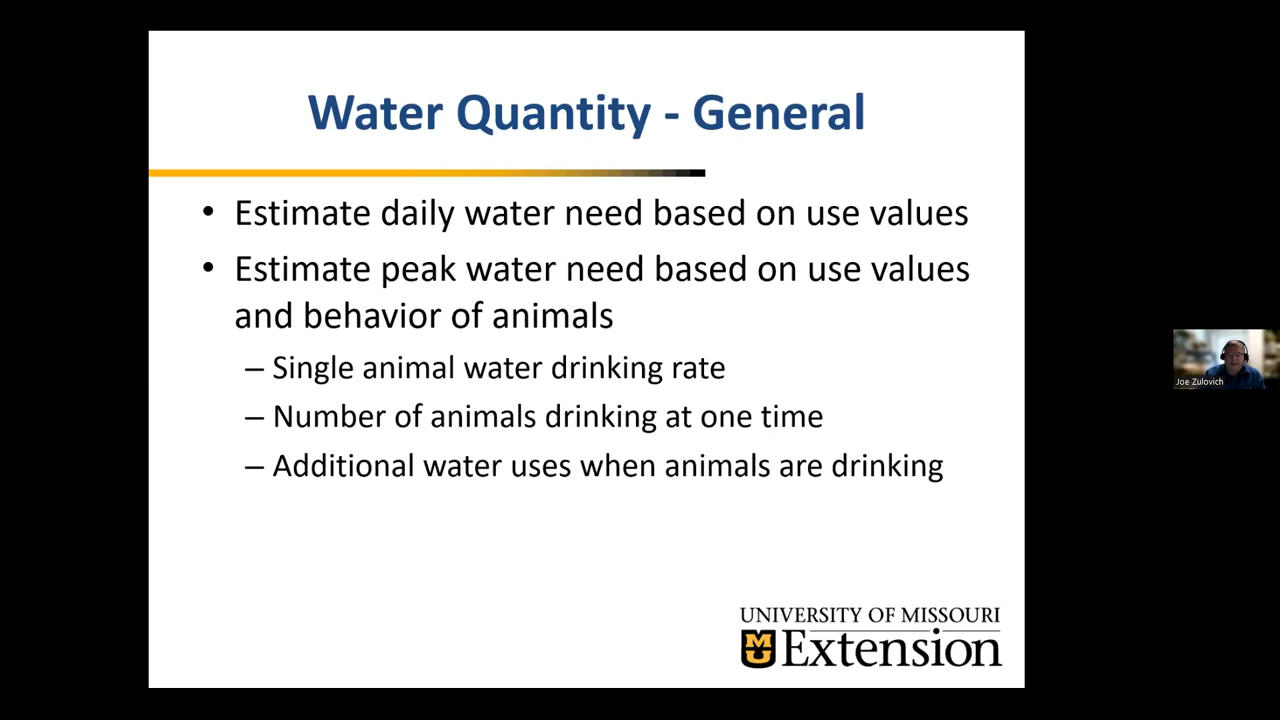 Water Quantity - General
• Estimate daily water need based on use values
• Estimate peak water need based on use values
and behavior of animals
– Single animal water drinking rate
– Number of animals drinking at one time
– Additional water uses when animals are drinking
Joe Zulovich
UNIVERSITY OF MISSOURI
MU Extension